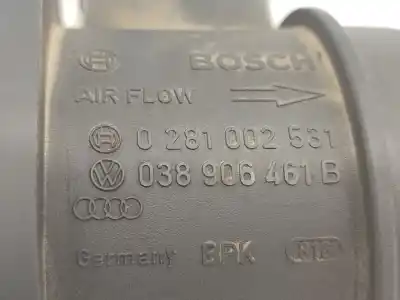 BOSCH
AIR FLOW
0 281 002 531
038 906 461 B
Germany BPK